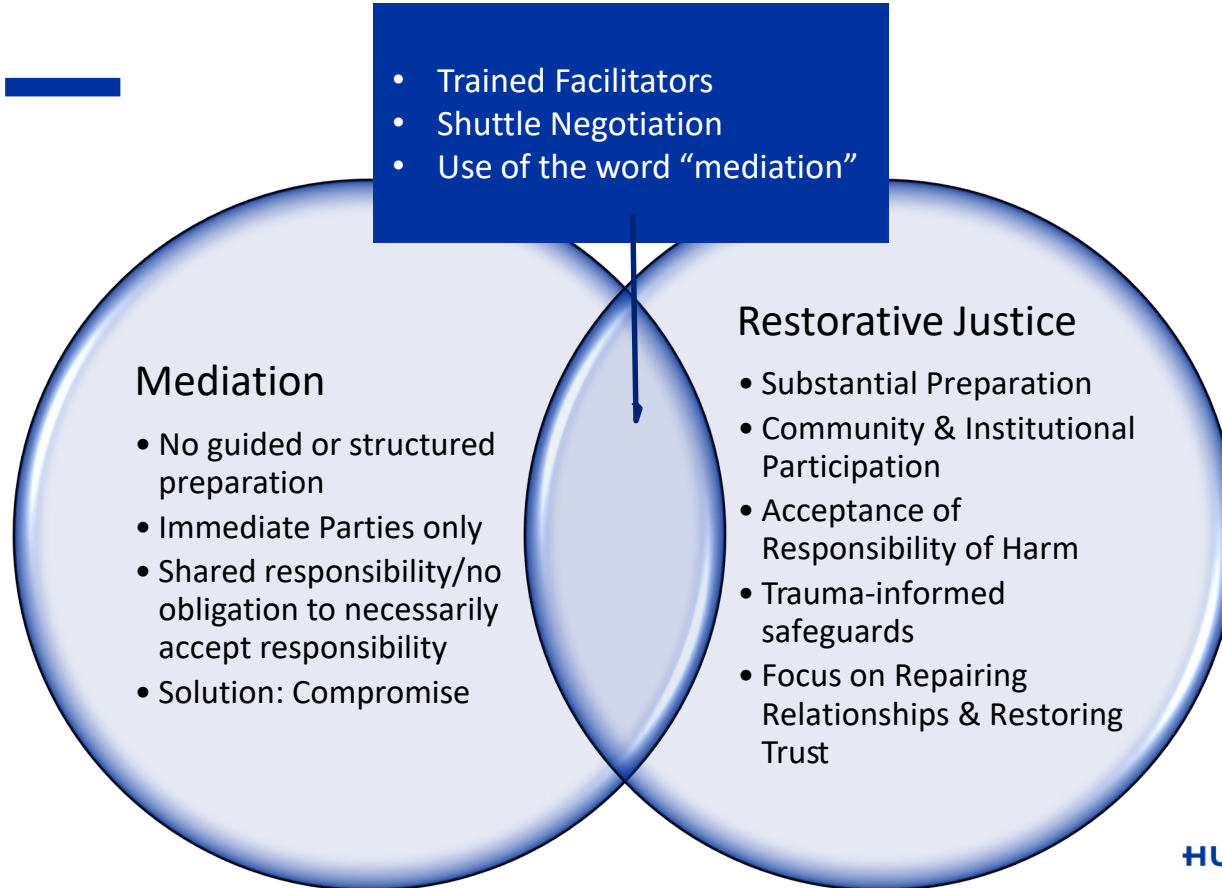 • Trained Facilitators
• Shuttle Negotiation
• Use of the word “mediation”
Mediation
• No guided or structured
preparation
• Immediate Parties only
• Shared responsibility/no
obligation to necessarily
accept responsibility
• Solution: Compromise
Restorative Justice
• Substantial Preparation
• Community & Institutional
Participation
• Acceptance of
Responsibility of Harm
• Trauma-informed
safeguards
• Focus on Repairing
Relationships & Restoring
Trust